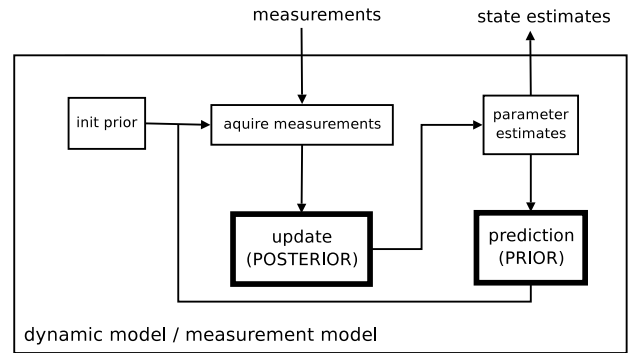 measurements
state estimates
init prior
aquire measurements
parameter
estimates
update
(POSTERIOR)
prediction
(PRIOR)
dynamic model / measurement model